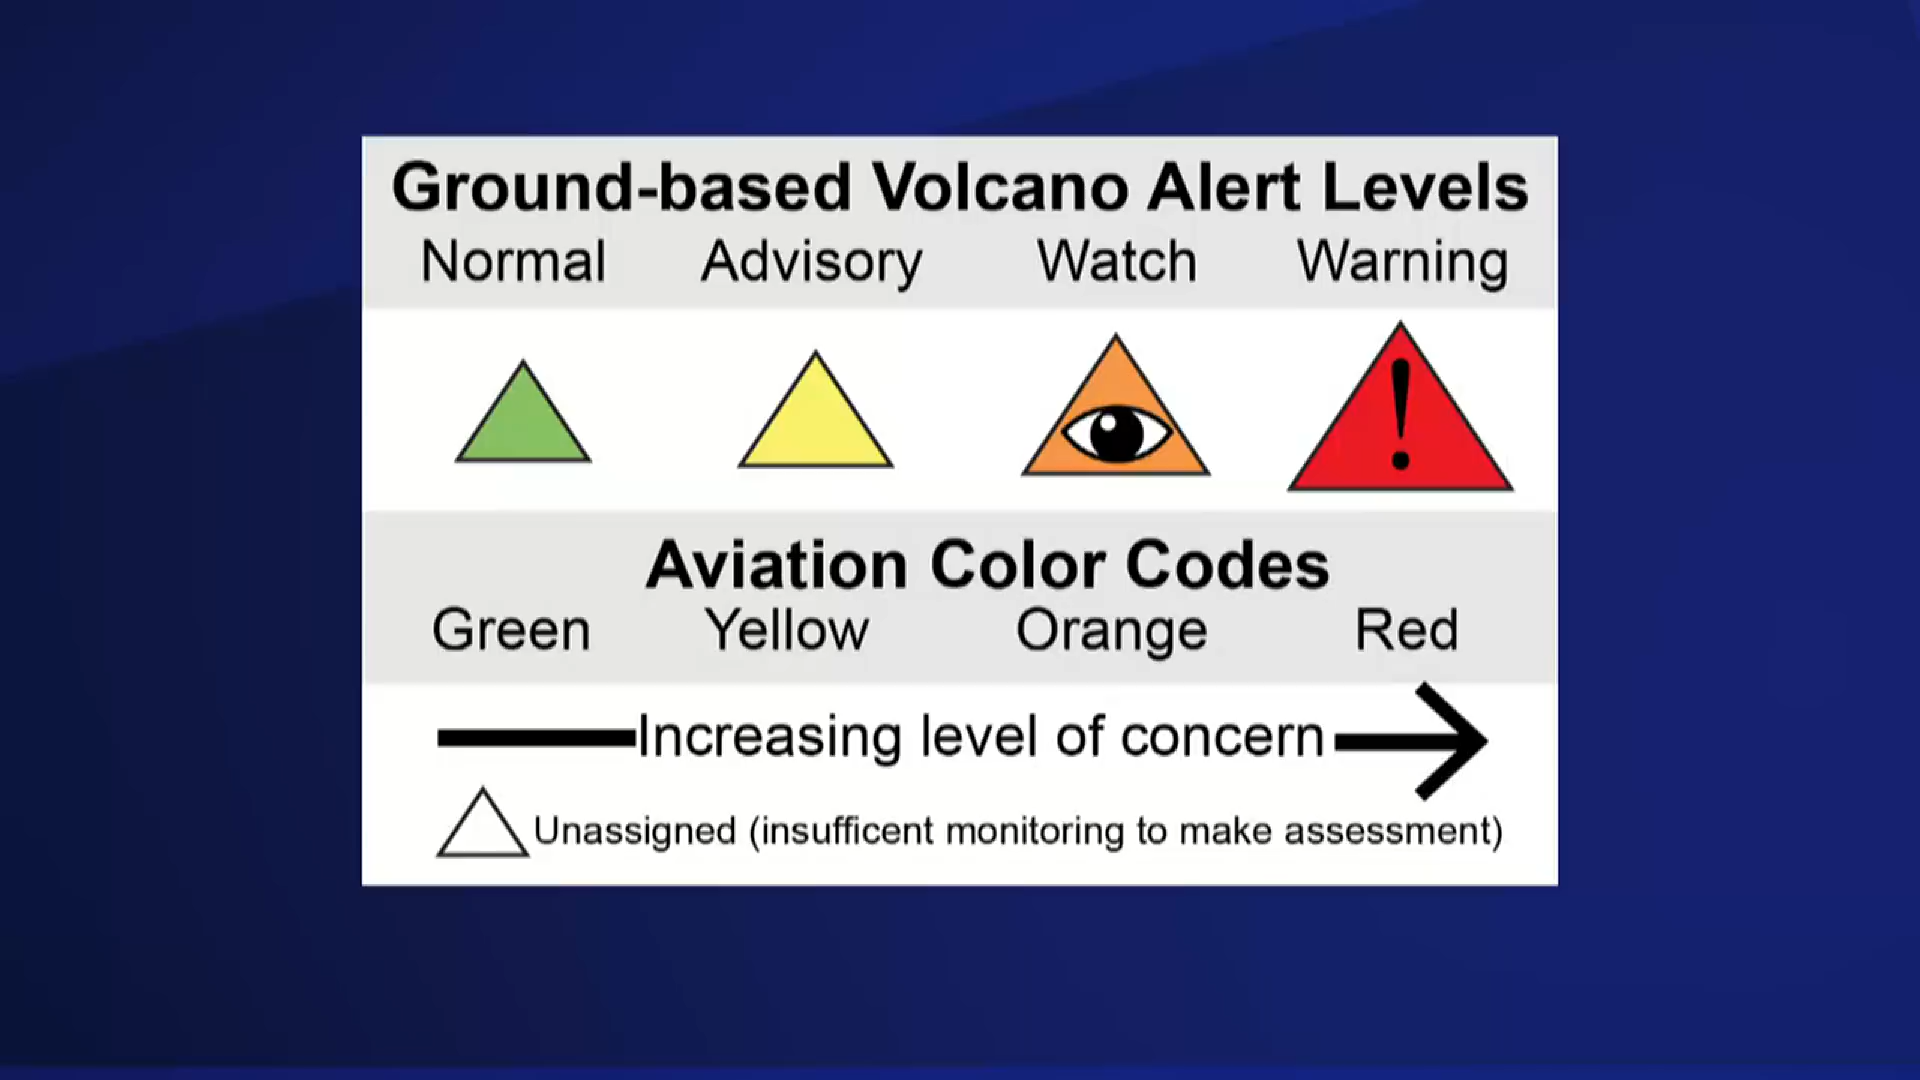 Ground-based Volcano Alert Levels
Normal Advisory Watch Warning
!
Aviation Color Codes
Green Yellow Orange Red
Increasing level of concern
Unassigned (insufficent monitoring to make assessment)